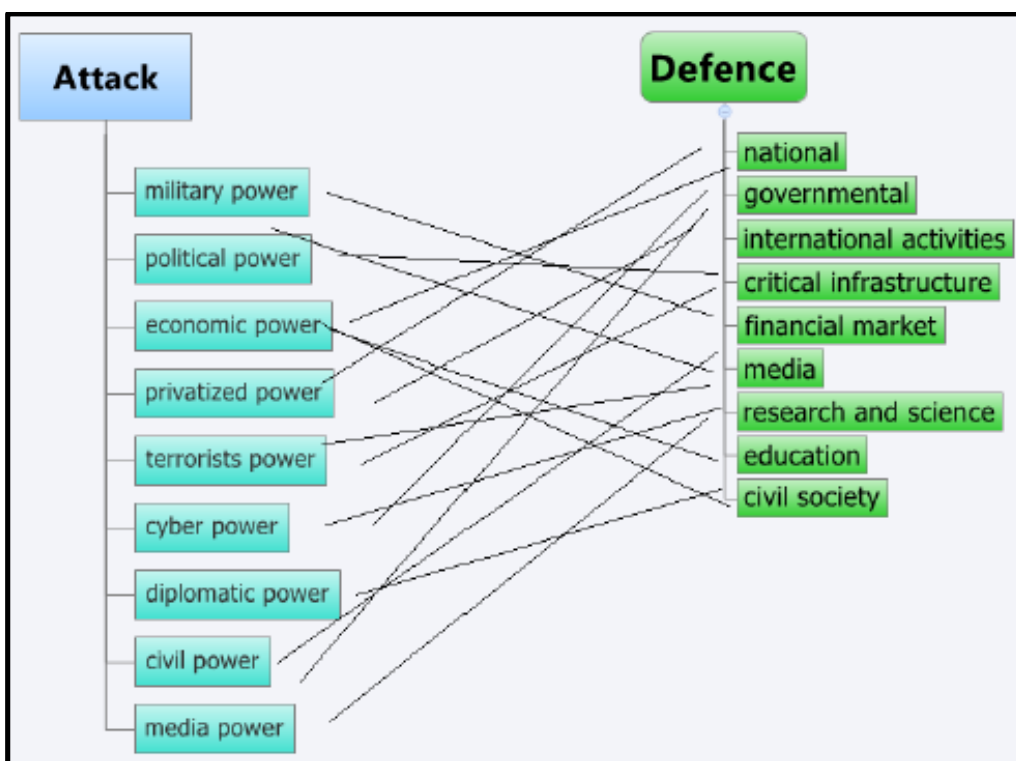 Attack
military power
political power
economic power
privatized power
terrorists power
cyber power
diplomatic power
civil power
media power
Defence
national
governmental
international activities
critical infrastructure
financial market
media
research and science
education
civil society